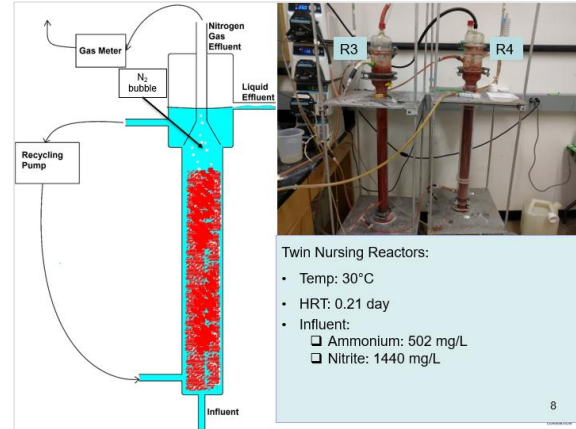 Gas Meter
Nitrogen
Gas
Effluent
N2
bubble
Liquid
Effluent
Recycling
Pump
Influent
R3
R4
Twin Nursing Reactors:
• Temp: 30°C
• HRT: 0.21 day
• Influent:
❑ Ammonium: 502 mg/L
❑ Nitrite: 1440 mg/L
8